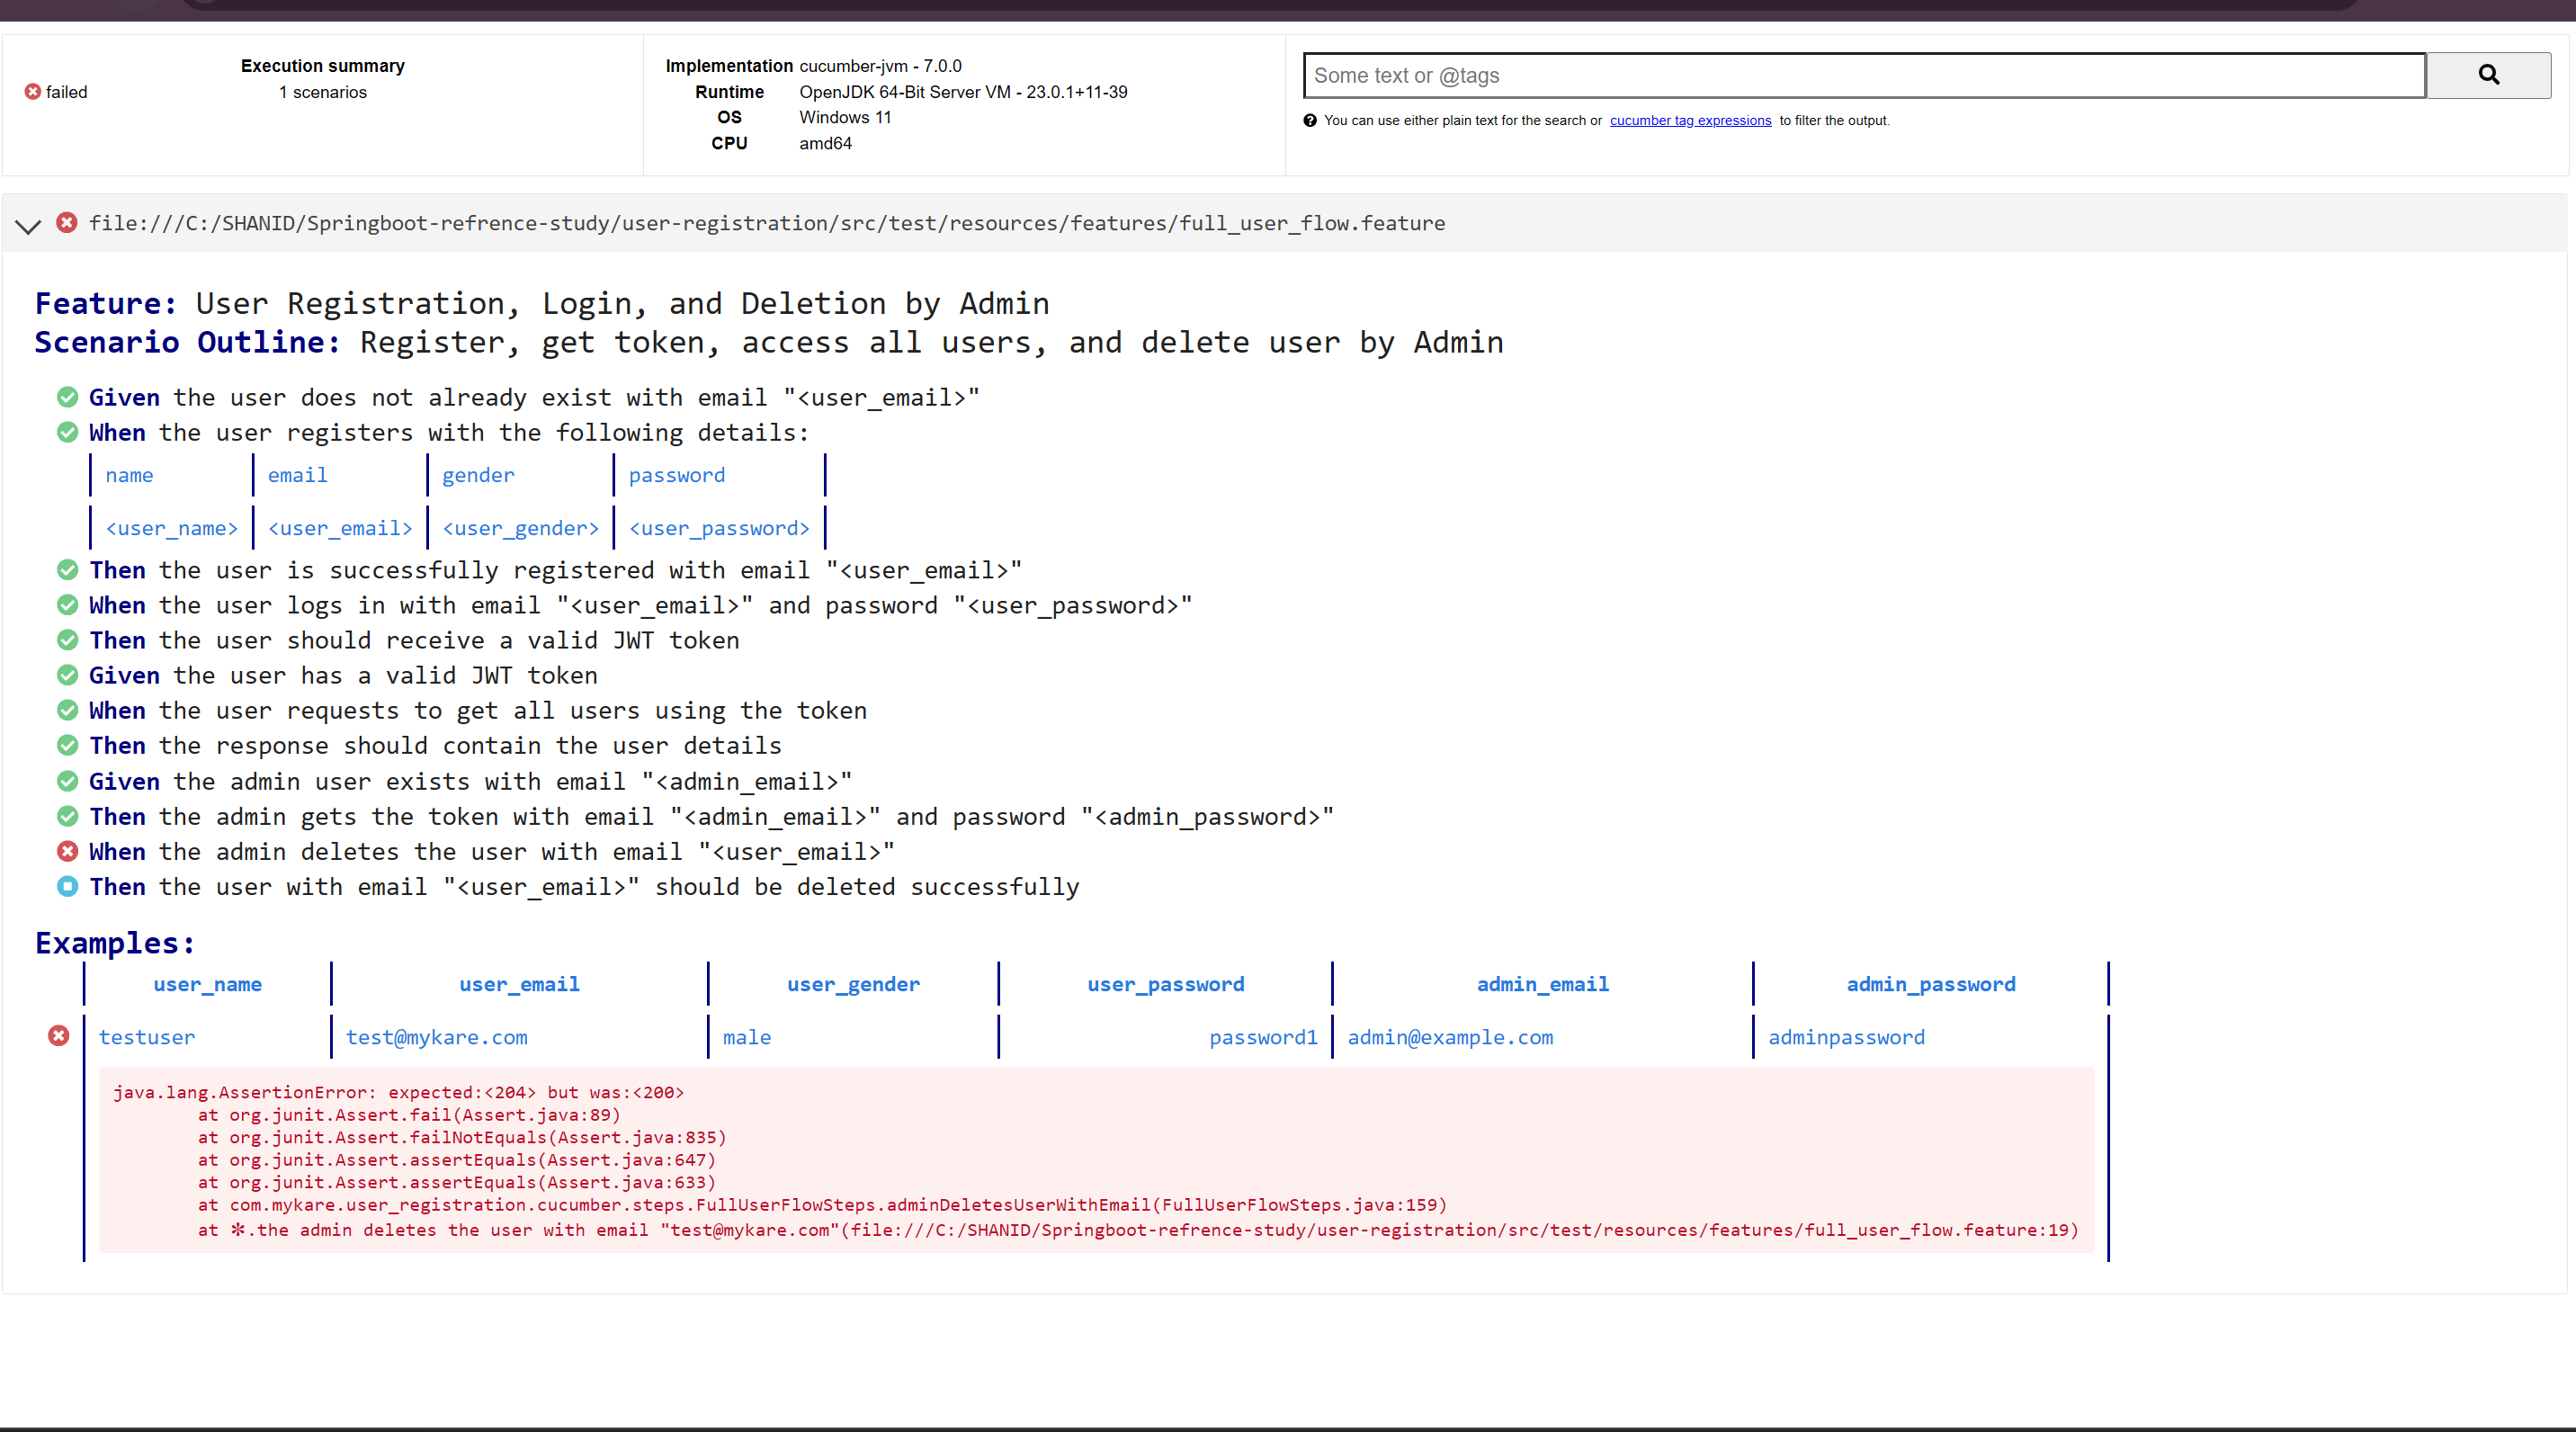 Execution summary
failed 1 scenarios
Implementation cucumber-jvm - 7.0.0
Runtime OpenJDK 64-Bit Server VM - 23.0.1+11-39
OS Windows 11
CPU amd64
Some text or @tags
You can use either plain text for the search or cucumber tag expressions to filter the output.
file:///C:/SHANID/Springboot-refrence-study/user-registration/src/test/resources/features/full_user_flow.feature
Feature: User Registration, Login, and Deletion by Admin
Scenario Outline: Register, get token, access all users, and delete user by Admin
Given the user does not already exist with email "<user_email>"
When the user registers with the following details:
name email gender password
<user_name> <user_email> <user_gender> <user_password>
Then the user is successfully registered with email "<user_email>"
When the user logs in with email "<user_email>" and password "<user_password>"
Then the user should receive a valid JWT token
Given the user has a valid JWT token
When the user requests to get all users using the token
Then the response should contain the user details
Given the admin user exists with email "<admin_email>"
Then the admin gets the token with email "<admin_email>" and password "<admin_password>"
When the admin deletes the user with email "<user_email>"
Then the user with email "<user_email>" should be deleted successfully
Examples:
user_name user_email user_gender user_password admin_email admin_password
testuser test@mykare.com male password1 admin@example.com adminpassword
java.lang.AssertionError: expected:<204> but was:<200>
at org.junit.Assert.fail(Assert.java:89)
at org.junit.Assert.failNotEquals(Assert.java:835)
at org.junit.Assert.assertEquals(Assert.java:647)
at org.junit.Assert.assertEquals(Assert.java:633)
at com.mykare.user_registration.cucumber.steps.FullUserFlowSteps.adminDeletesUserWithEmail(FullUserFlowSteps.java:159)
at ✽.the admin deletes the user with email "test@mykare.com"(file:///C:/SHANID/Springboot-refrence-study/user-registration/src/test/resources/features/full_user_flow.feature:19)